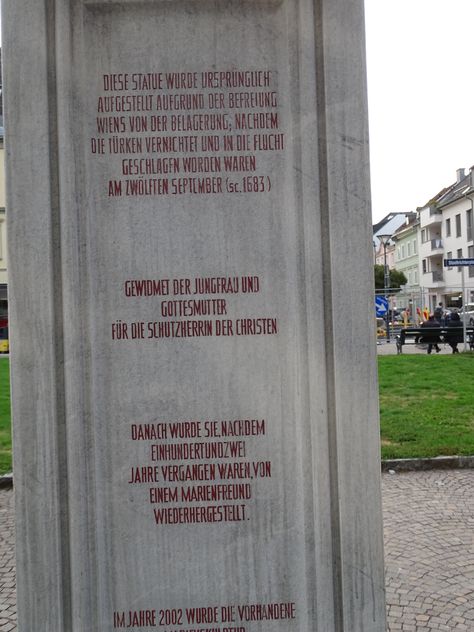 DIESE STATUE WURDE URSPRÜNGLICH
AUFGESTELLT AUFGRUND DER BEFREIUNG
WIENS VON DER BELAGERUNG; NACHDEM
DIE TÜRKEN VERNICHTET UND IN DIE FLUCHT
GESCHLAGEN WORDEN WAREN.
AM ZWÖLFTEN SEPTEMBER (sc. 1683)
GEWIDMET DER JUNGFRAU UND
GOTTESMUTTER
FÜR DIE SCHUTZHERRIN DER CHRISTEN
DANACH WURDE SIE, NACHDEM
EINHUNDERTUNDZWEI
JAHRE VERGANGEN WAREN, VON
EINEM MARIENFREUND
WIEDERHERGESTELLT.
IM JAHRE 2002 WURDE DIE VORHANDENE